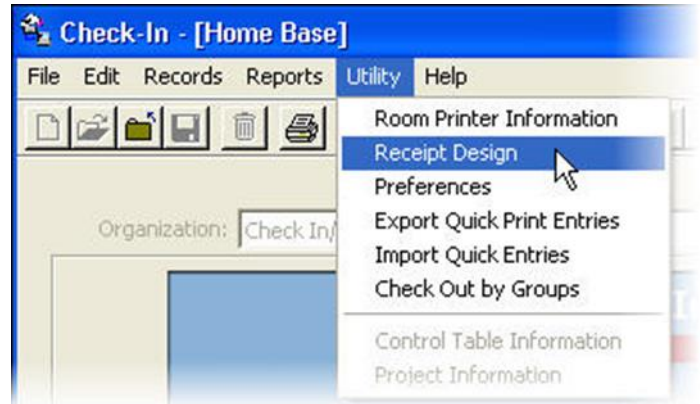 Check-In - [Home Base]
File Edit Records Reports Utility Help
Room Printer Information
Receipt Design
Preferences
Organization: Check In/
Export Quick Print Entries
Import Quick Entries
Check Out by Groups
Control Table Information
Project Information